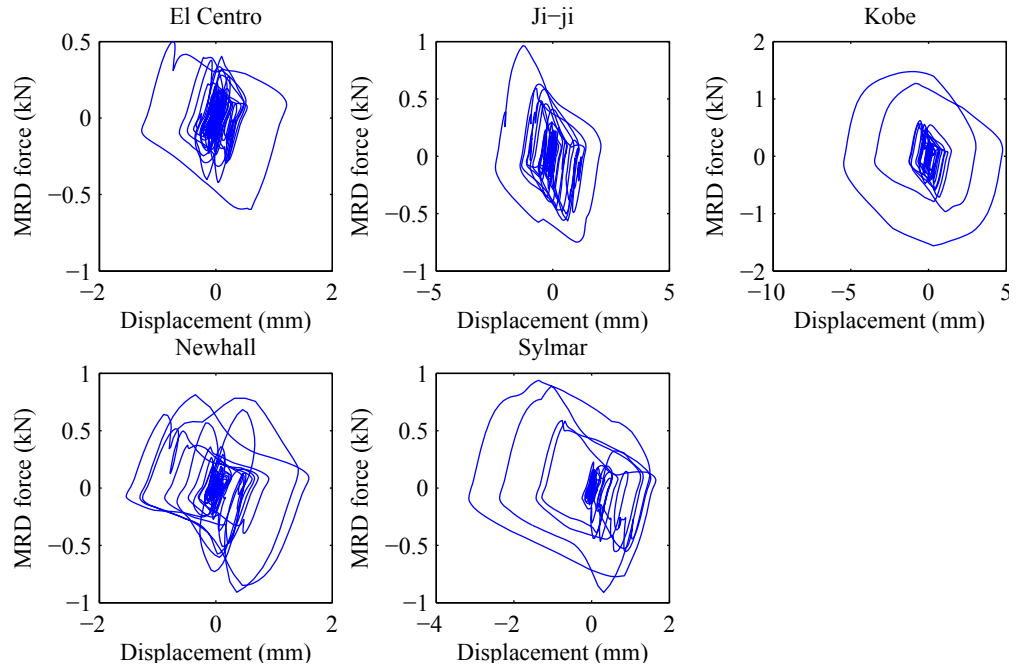 El Centro
Ji−ji
Kobe
0.5
0
−0.5
−1
MRD force (kN)
−2
0
2
Displacement (mm)
1
0.5
0
−0.5
−1
MRD force (kN)
−5
0
5
Displacement (mm)
2
1
0
−1
−2
MRD force (kN)
−10
−5
0
5
Displacement (mm)
Newhall
Sylmar
1
0.5
0
−0.5
−1
MRD force (kN)
−2
0
2
Displacement (mm)
1
0.5
0
−0.5
−1
MRD force (kN)
−4
−2
0
2
Displacement (mm)